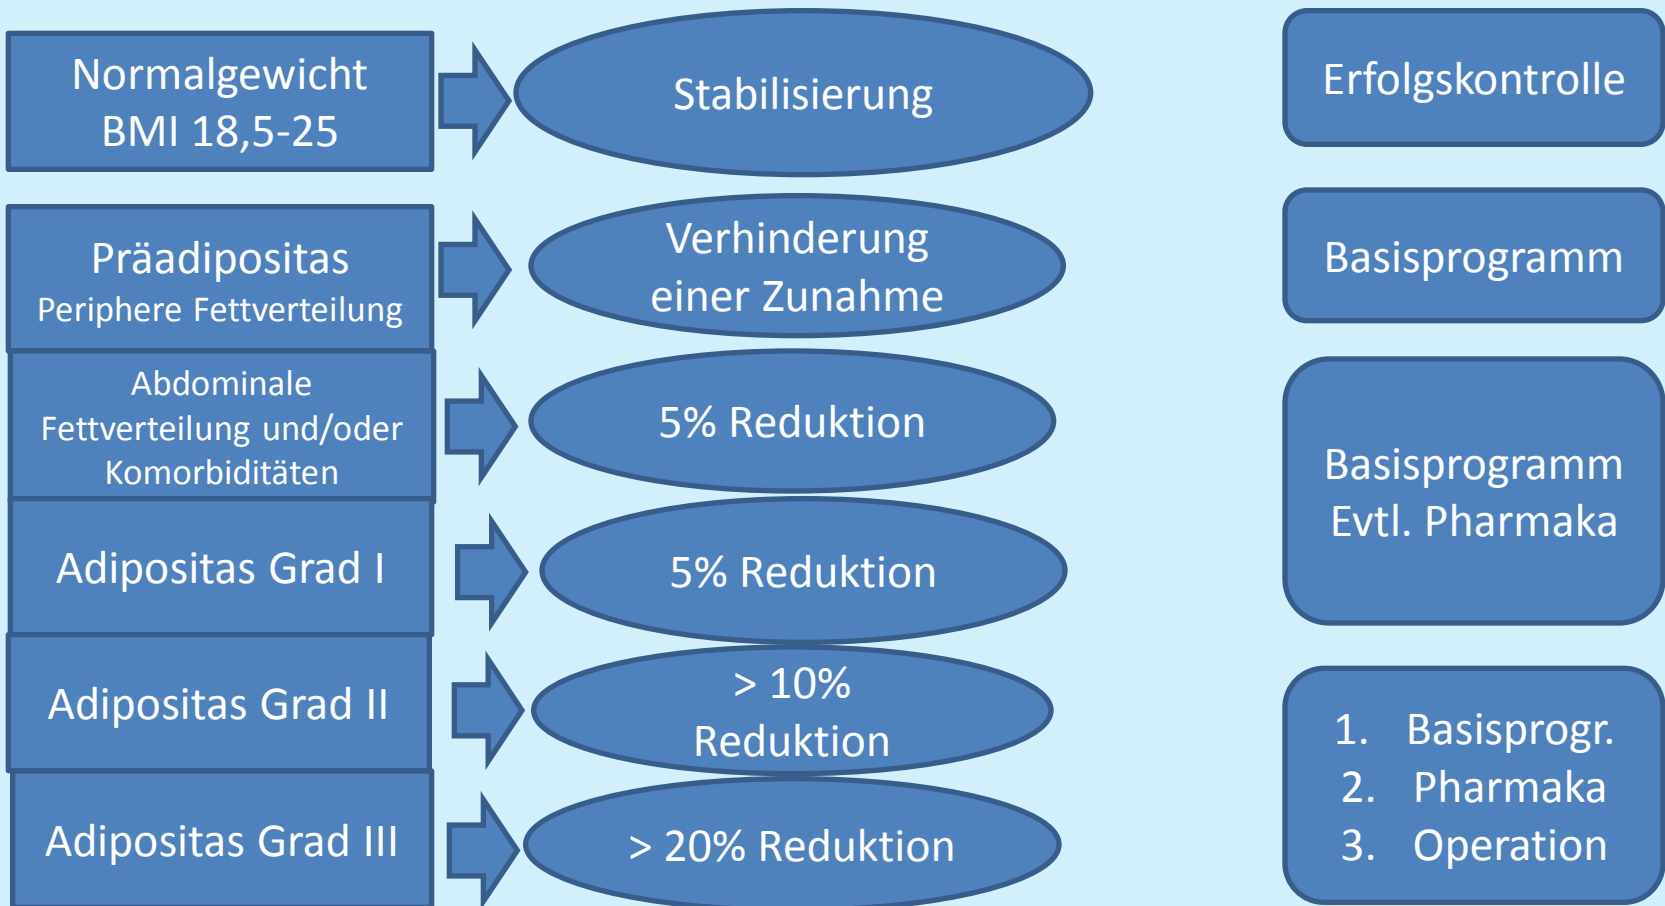 Normalgewicht
BMI 18,5-25
Stabilisierung
Erfolgskontrolle
Präadipositas
Periphere Fettverteilung
Verhinderung
einer Zunahme
Basisprogramm
Abdominale
Fettverteilung und/oder
Komorbiditäten
5% Reduktion
Adipositas Grad I
5% Reduktion
Basisprogramm
Evtl. Pharmaka
Adipositas Grad II
> 10%
Reduktion
Adipositas Grad III
> 20% Reduktion
1. Basisprogr.
2. Pharmaka
3. Operation